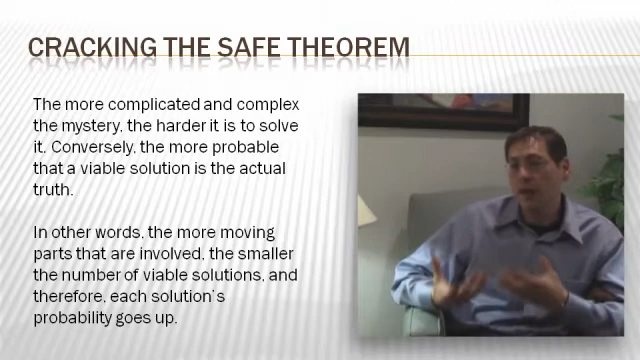 CRACKING THE SAFE THEOREM
The more complicated and complex
the mystery, the harder it is to solve
it. Conversely, the more probable
that a viable solution is the actual
truth.
In other words, the more moving
parts that are involved, the smaller
the number of viable solutions, and
therefore, each solution's
probability goes up.